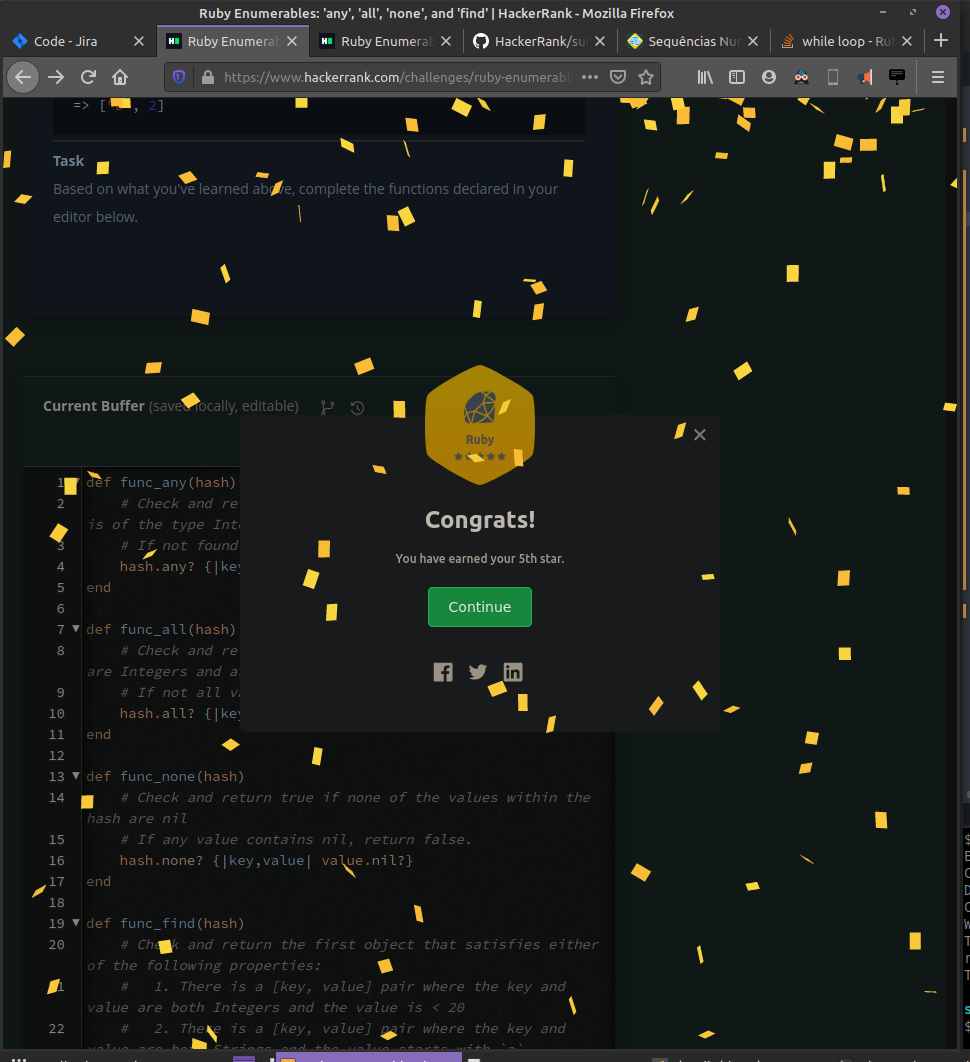 Ruby Enumerables: 'any', 'all', 'none', and 'find' | HackerRank - Mozilla Firefox
Code - Jira
Ruby Enumerab
Ruby Enumerab
HackerRank/su
Sequências Nu
while loop - Ru
https://www.hackerrank.com/challenges/ruby-enumerabl
=> [ , 2]
Task
Based on what you've learned above, complete the functions declared in your
editor below.
Current Buffer (saved locally, editable)
Ruby
Congrats!
You have earned your 5th star.
Continue
1 def func_any(hash)
2 # Check and re
is of the type Inte
3 # If not found
4 hash.any? {|key
5 end
6
7 def func_all(hash)
8 # Check and re
are Integers and a
9 # If not all va
10 hash.all? {|key
11 end
12
13 def func_none(hash)
14 # Check and return true if none of the values within the
hash are nil
15 # If any value contains nil, return false.
16 hash.none? {|key,value| value.nil?}
17 end
18
19 def func_find(hash)
20 # Check and return the first object that satisfies either
of the following properties:
21 # 1. There is a [key, value] pair where the key and
value are both Integers and the value is < 20
22 # 2. There is a [key, value] pair where the key and
value are both Strings and the value starts with `a`